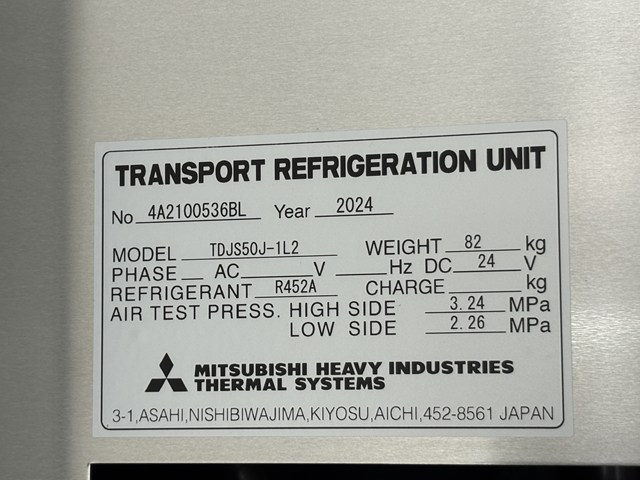 TRANSPORT REFRIGERATION UNIT
No 4A2100536BL Year 2024
MODEL TDJS50J-1L2 WEIGHT 82 kg
PHASE AC V Hz DC 24 V
REFRIGERANT R452A CHARGE kg
AIR TEST PRESS. HIGH SIDE 3.24 MPa
LOW SIDE 2.26 MPa
MITSUBISHI HEAVY INDUSTRIES
THERMAL SYSTEMS
3-1,ASAHI,NISHIBIWAJIMA,KIYOSU,AICHI,452-8561 JAPAN